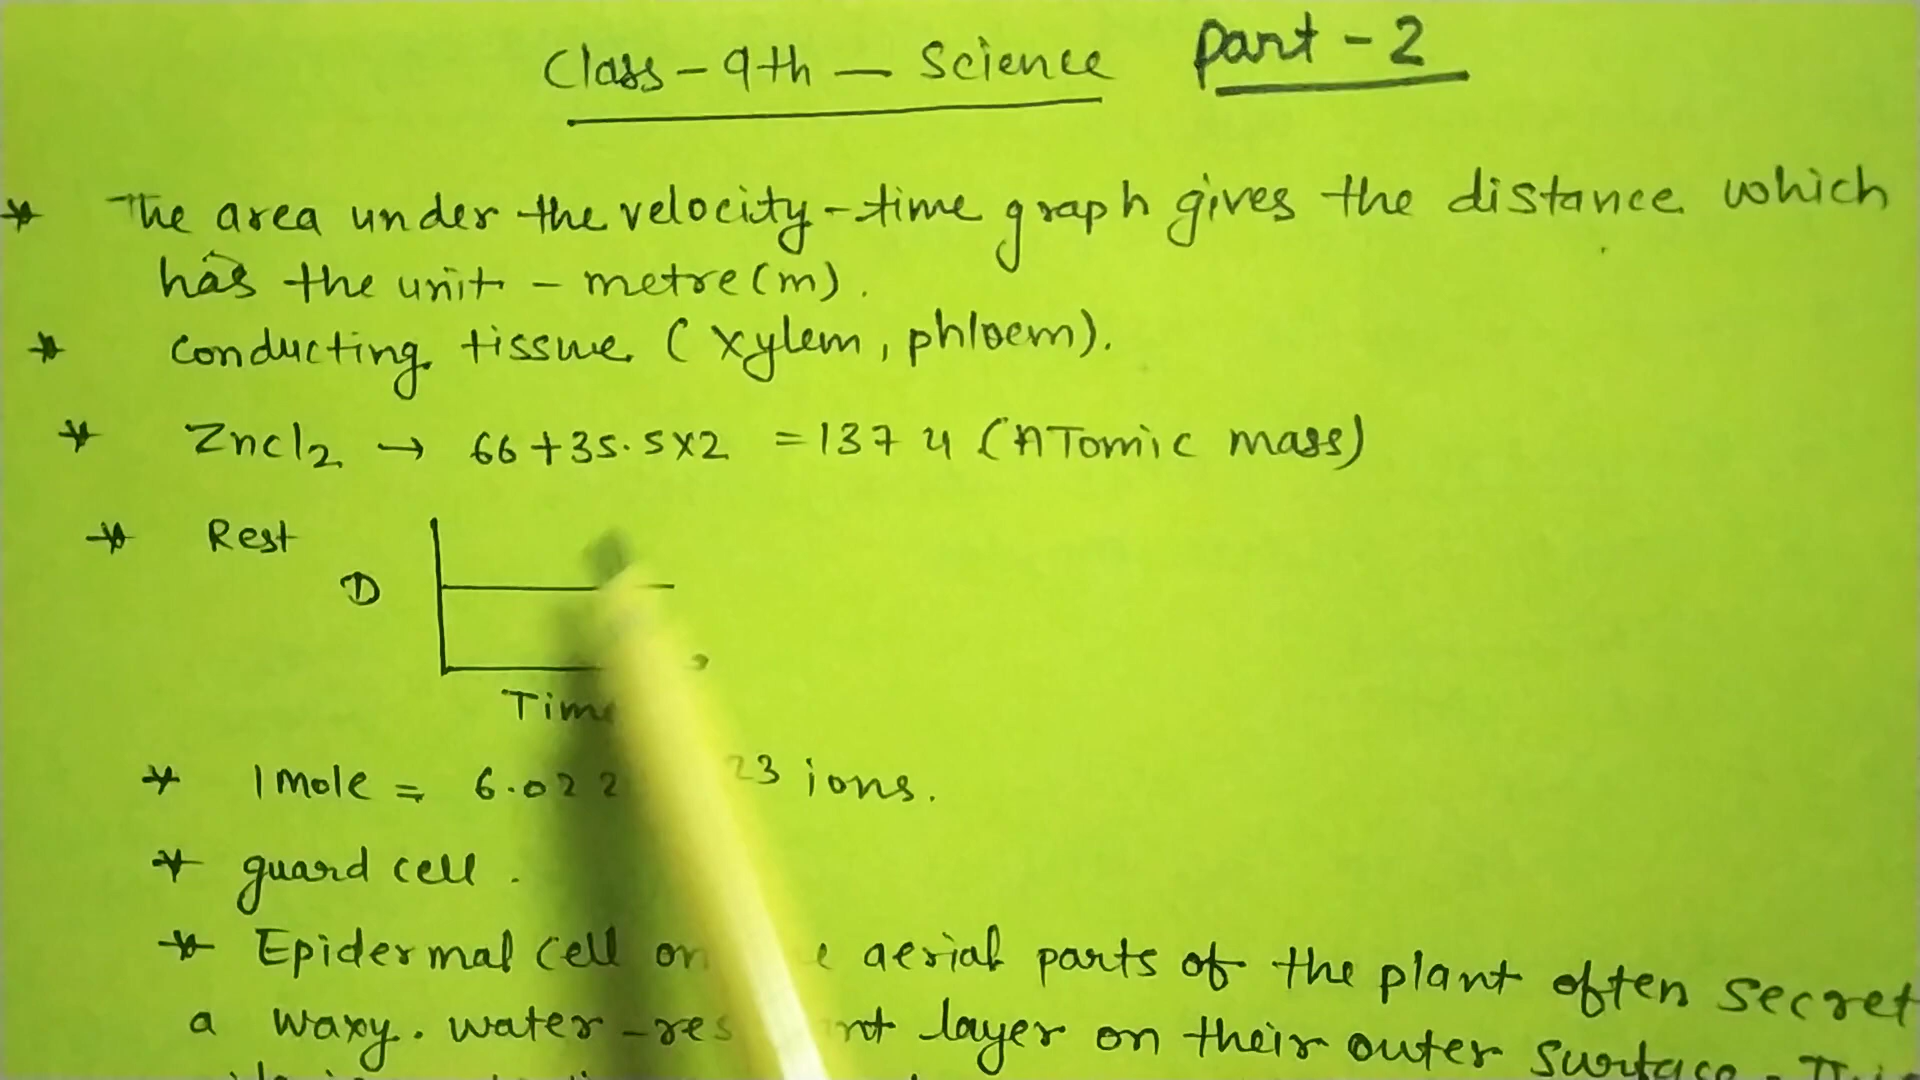 Class - 9th - Science Part - 2
* The area under the velocity - time graph gives the distance which
has the unit - metre (m).
* conducting tissue (xylem, phloem).
* Zncl2 → 66 + 35.5x2 = 137 u (ATomic mass)
* Rest
D
Time
* 1 Mole = 6.022 23 ions.
* guard cell.
* Epidermal cell on aerial parts of the plant often secret
a waxy. water - layer on their outer surface.